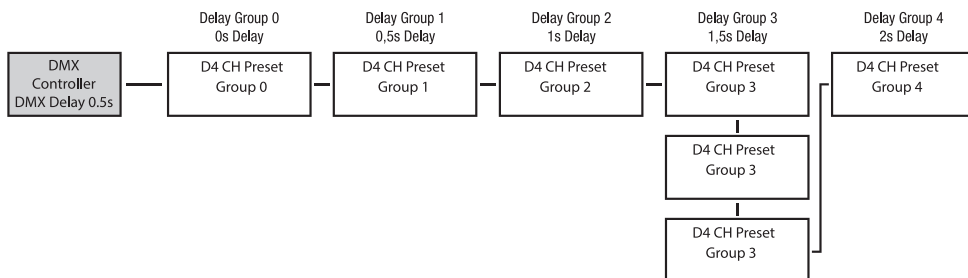 Delay Group 0
0s Delay
Delay Group 1
0,5s Delay
Delay Group 2
1s Delay
Delay Group 3
1,5s Delay
Delay Group 4
2s Delay
DMX
Controller
DMX Delay 0.5s
D4 CH Preset
Group 0
D4 CH Preset
Group 1
D4 CH Preset
Group 2
D4 CH Preset
Group 3
D4 CH Preset
Group 4
D4 CH Preset
Group 3
D4 CH Preset
Group 3